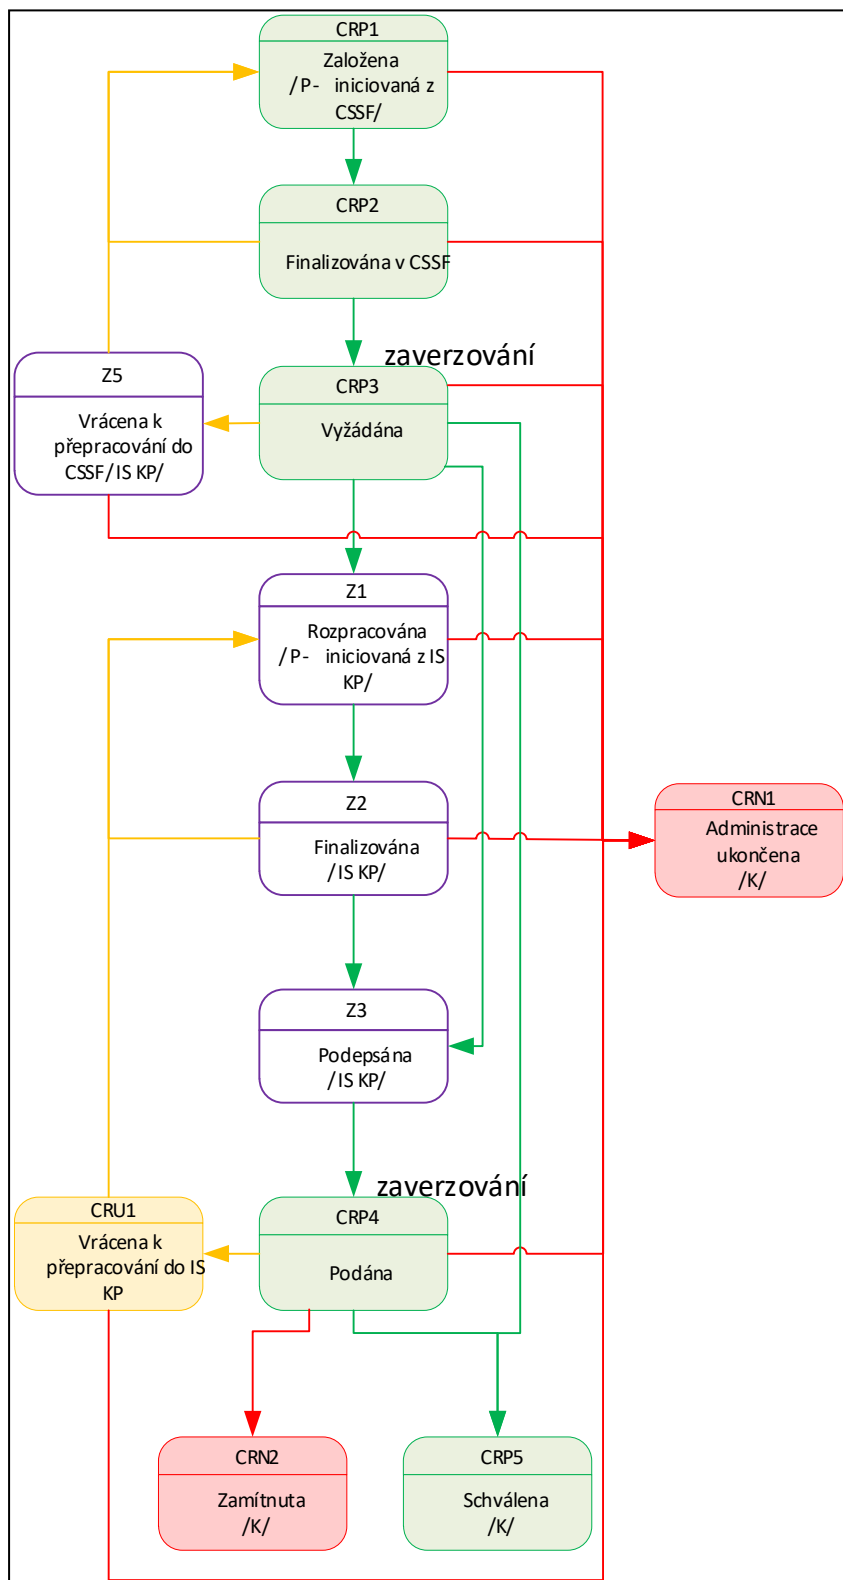 CRP1
Založena
/P- iniciovaná z
CSSF/
CRP2
Finalizována v CSSF
zaverzování
CRP3
Vyžádána
Z5
Vrácena k
přepracování do
CSSF/IS KP/
Z1
Rozpracována
/P- iniciovaná z IS
KP/
Z2
Finalizována
/IS KP/
CRN1
Administrace
ukončena
/K/
Z3
Podepsána
/IS KP/
zaverzování
CRP4
Podána
CRU1
Vrácena k
přepracování do IS
KP
CRN2
Zamítnuta
/K/
CRP5
Schválena
/K/